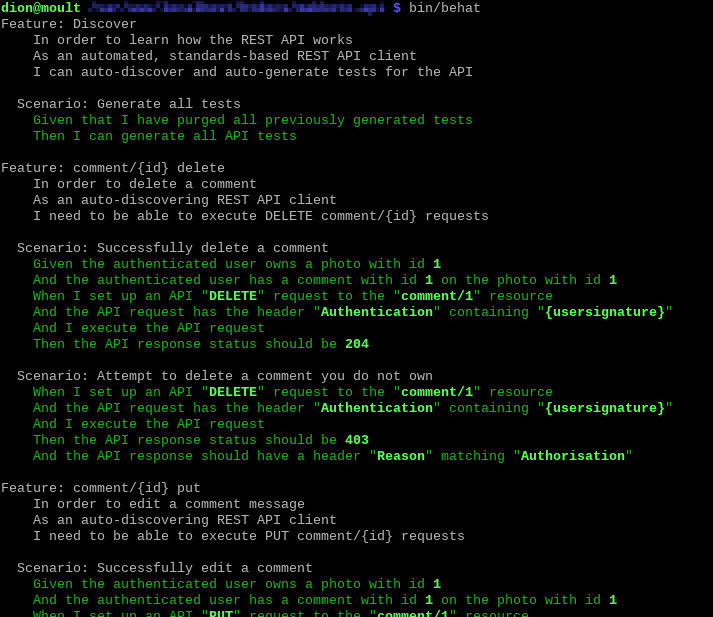 dion@moult $ bin/behat
Feature: Discover
    In order to learn how the REST API works
    As an automated, standards-based REST API client
    I can auto-discover and auto-generate tests for the API

  Scenario: Generate all tests
    Given that I have purged all previously generated tests
    Then I can generate all API tests

Feature: comment/{id} delete
    In order to delete a comment
    As an auto-discovering REST API client
    I need to be able to execute DELETE comment/{id} requests

  Scenario: Successfully delete a comment
    Given the authenticated user owns a photo with id 1
    And the authenticated user has a comment with id 1 on the photo with id 1
    When I set up an API "DELETE" request to the "comment/1" resource
    And the API request has the header "Authentication" containing "{usersignature}"
    And I execute the API request
    Then the API response status should be 204

  Scenario: Attempt to delete a comment you do not own
    When I set up an API "DELETE" request to the "comment/1" resource
    And the API request has the header "Authentication" containing "{usersignature}"
    And I execute the API request
    Then the API response status should be 403
    And the API response should have a header "Reason" matching "Authorisation"

Feature: comment/{id} put
    In order to edit a comment message
    As an auto-discovering REST API client
    I need to be able to execute PUT comment/{id} requests

  Scenario: Successfully edit a comment
    Given the authenticated user owns a photo with id 1
    And the authenticated user has a comment with id 1 on the photo with id 1
    When I set up an API "PUT" request to the "comment/1" resource